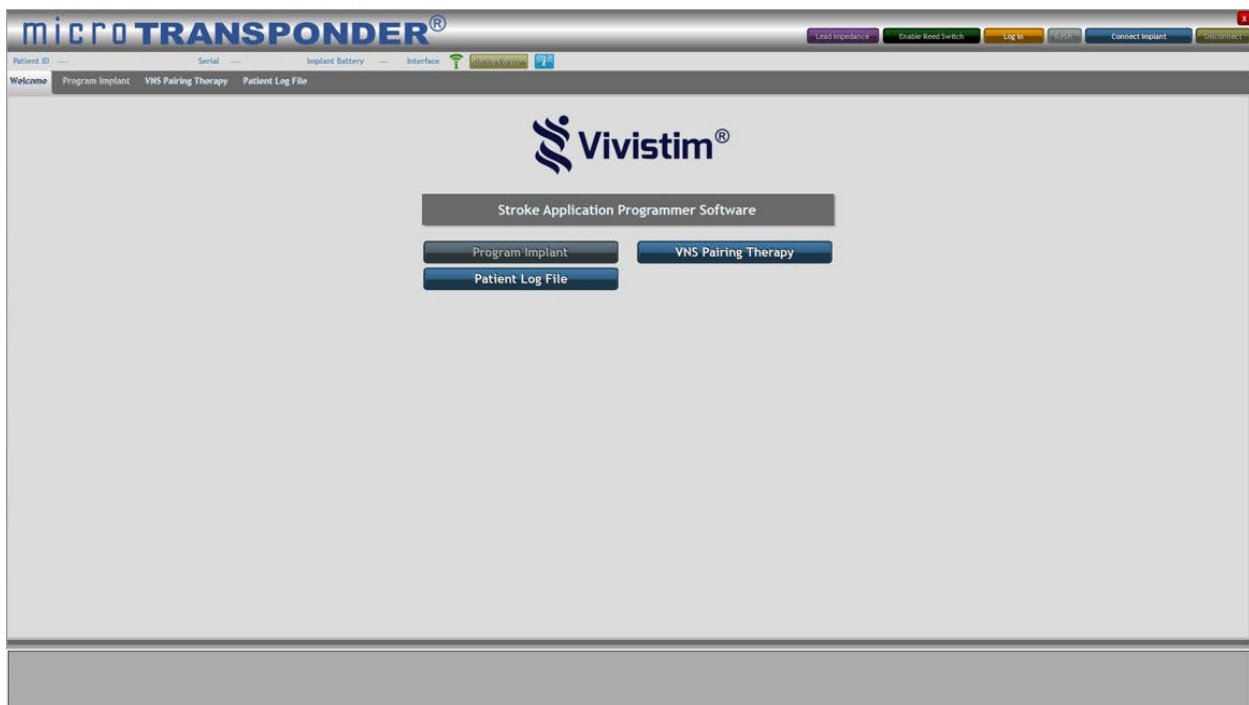 microTRANSPONDER®
x
Lead Impedance Enable Reed Switch Log In Reset Connect Implant Disconnect
Patient ID --- Serial --- Implant Battery --- Interface i
Welcome Program Implant VNS Pairing Therapy Patient Log File
Vivistim®
Stroke Application Programmer Software
Program Implant VNS Pairing Therapy
Patient Log File